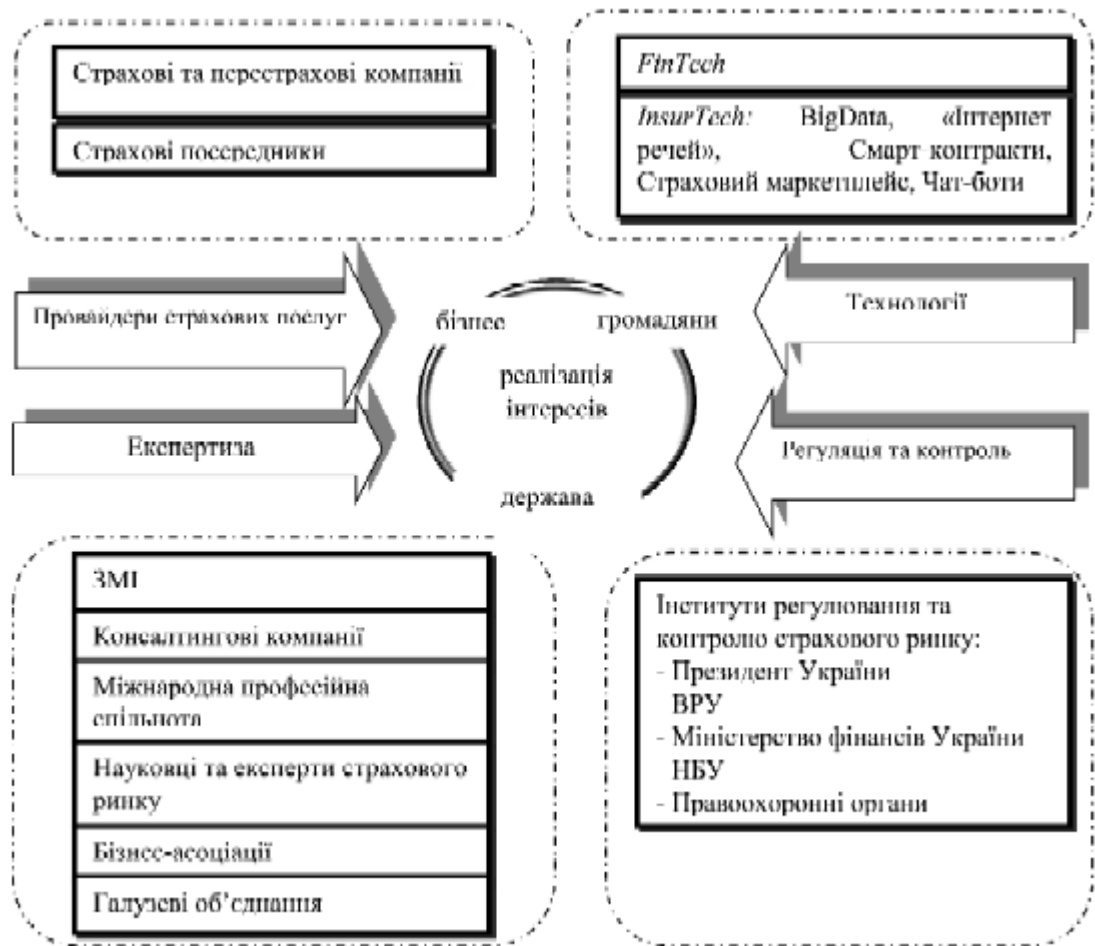 Страхові та перестрахові компанії
Страхові посередники
FinTech
InsurTech: BigData, «Інтернет
речей», Смарт контракти,
Страховий маркетплейс, Чат-боти
Провайдери страхових послуг
бізнес
громадяни
Технології
реалізація
інтересів
Експертиза
Регуляція та контроль
держава
ЗМІ
Консалтингові компанії
Міжнародна професійна
спільнота
Науковці та експерти страхового
ринку
Бізнес-асоціації
Галузеві об’єднання
Інститути регулювання та
контролю страхового ринку:
- Президент України
ВРУ
- Міністерство фінансів України
НБУ
- Правоохоронні органи